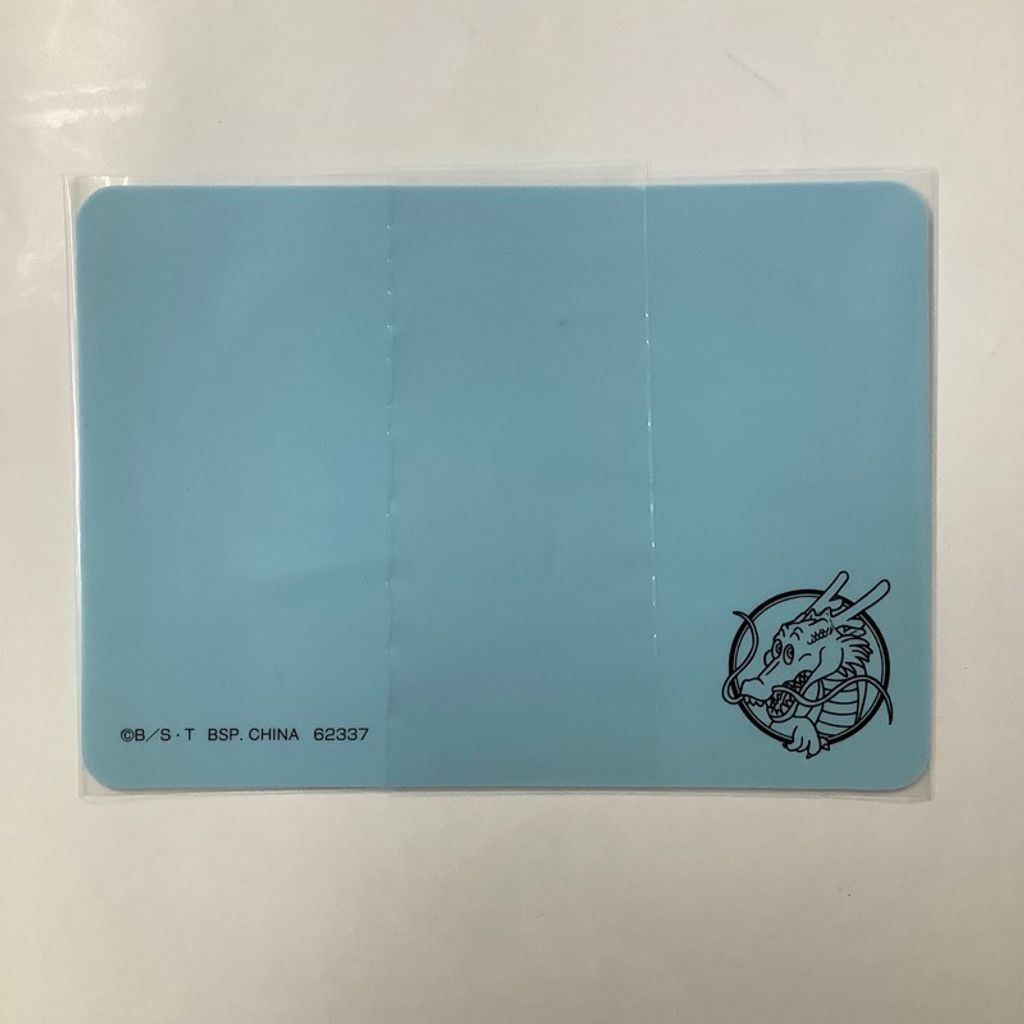 ©B/S・T BSP. CHINA 62337